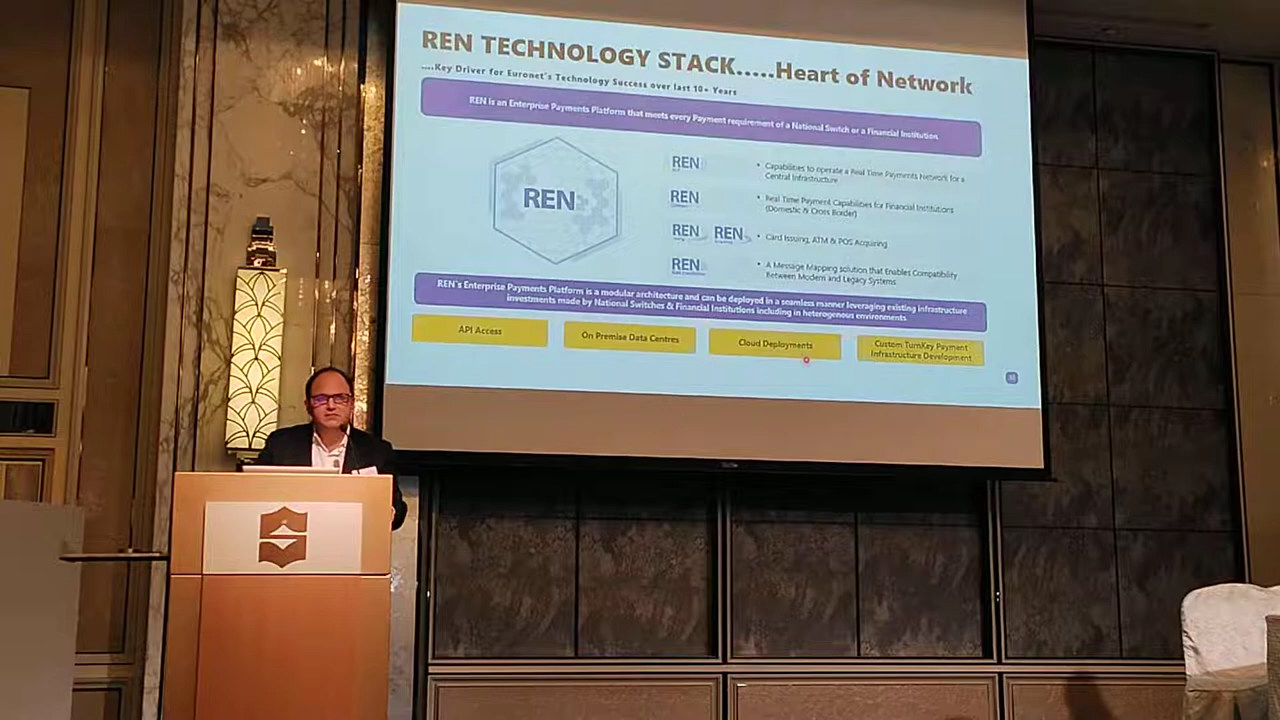 REN TECHNOLOGY STACK.....Heart of Network
....Key Driver for Euronet's Technology Success over last 10+ Years
REN is an Enterprise Payments Platform that meets every Payment requirement of a National Switch or a Financial Institution.
REN
REN
• Capabilities to operate a Real Time Payments Network for a
Central Infrastructure
REN
• Real Time Payment Capabilities for Financial Institutions
(Domestic & Cross Border)
REN REN
• Card Issuing, ATM & POS Acquiring
REN
• A Message Mapping solution that Enables Compatibility
Between Modern and Legacy Systems
REN's Enterprise Payments Platform is a modular architecture and can be deployed in a seamless manner leveraging existing infrastructure
investments made by National Switches & Financial Institutions including in heterogenous environments.
API Access
On Premise Data Centres
Cloud Deployments
Custom TurnKey Payment
Infrastructure Development